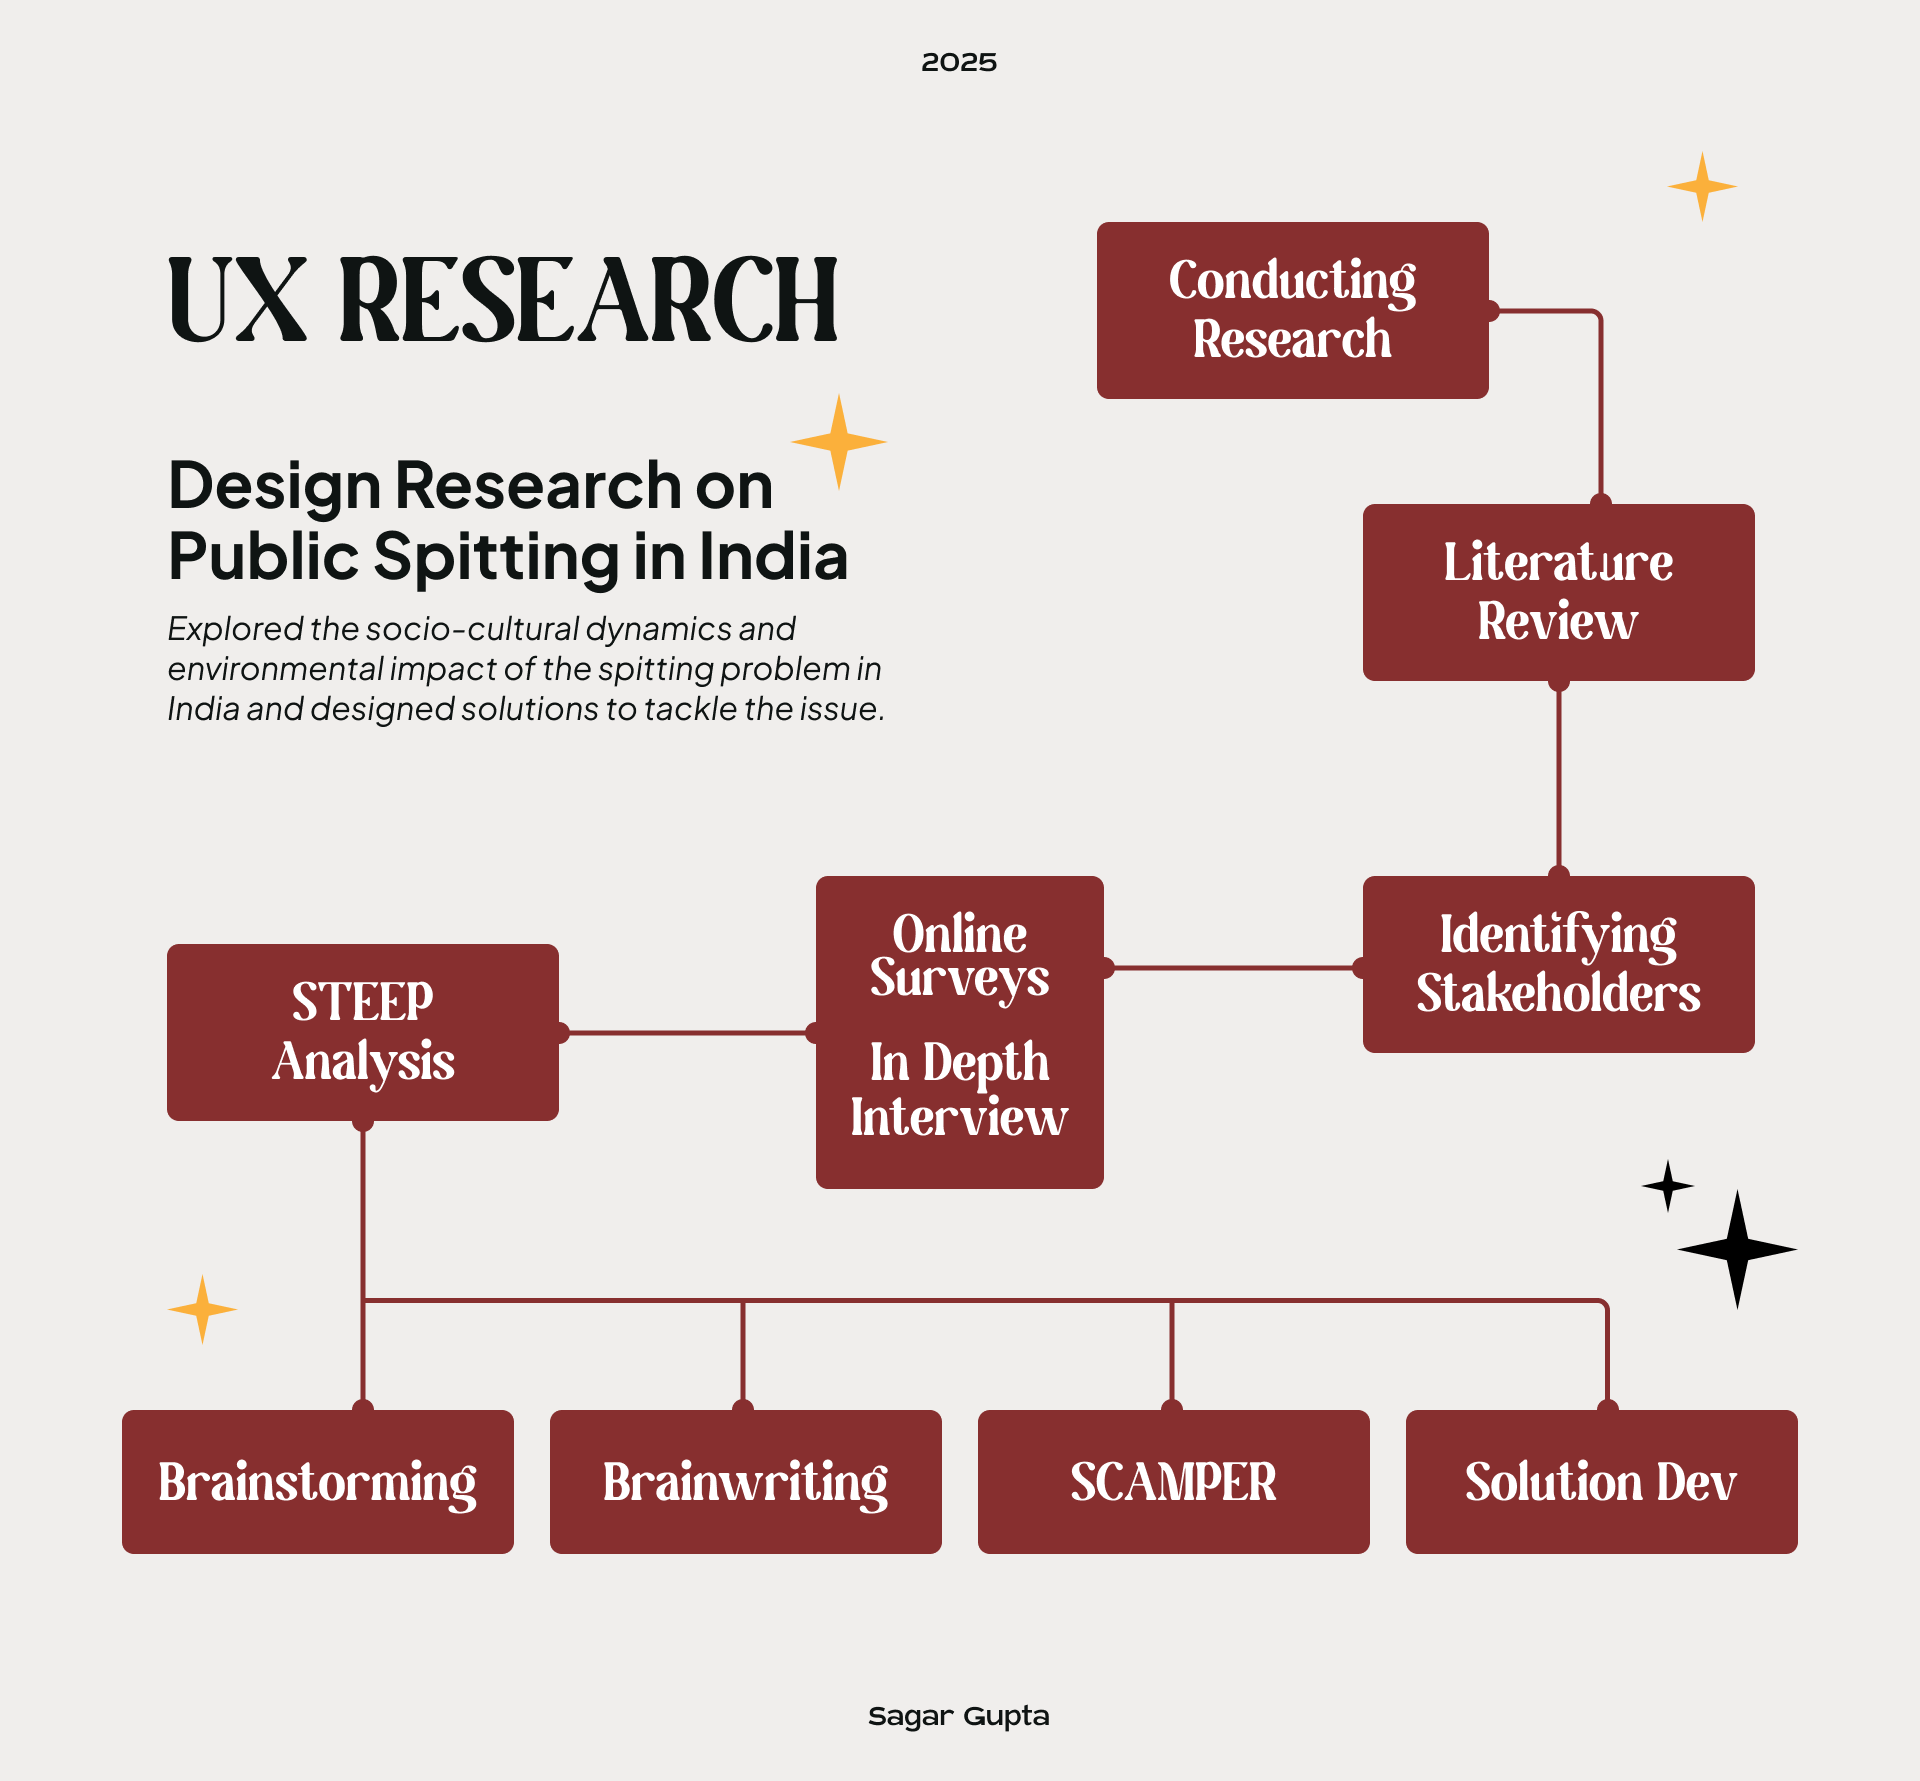 2025
UX RESEARCH
Design Research on
Public Spitting in India
Explored the socio-cultural dynamics and
environmental impact of the spitting problem in
India and designed solutions to tackle the issue.
Conducting
Research
Literature
Review
Identifying
Stakeholders
Online
Surveys
In Depth
Interview
STEEP
Analysis
Brainstorming
Brainwriting
SCAMPER
Solution Dev
Sagar Gupta